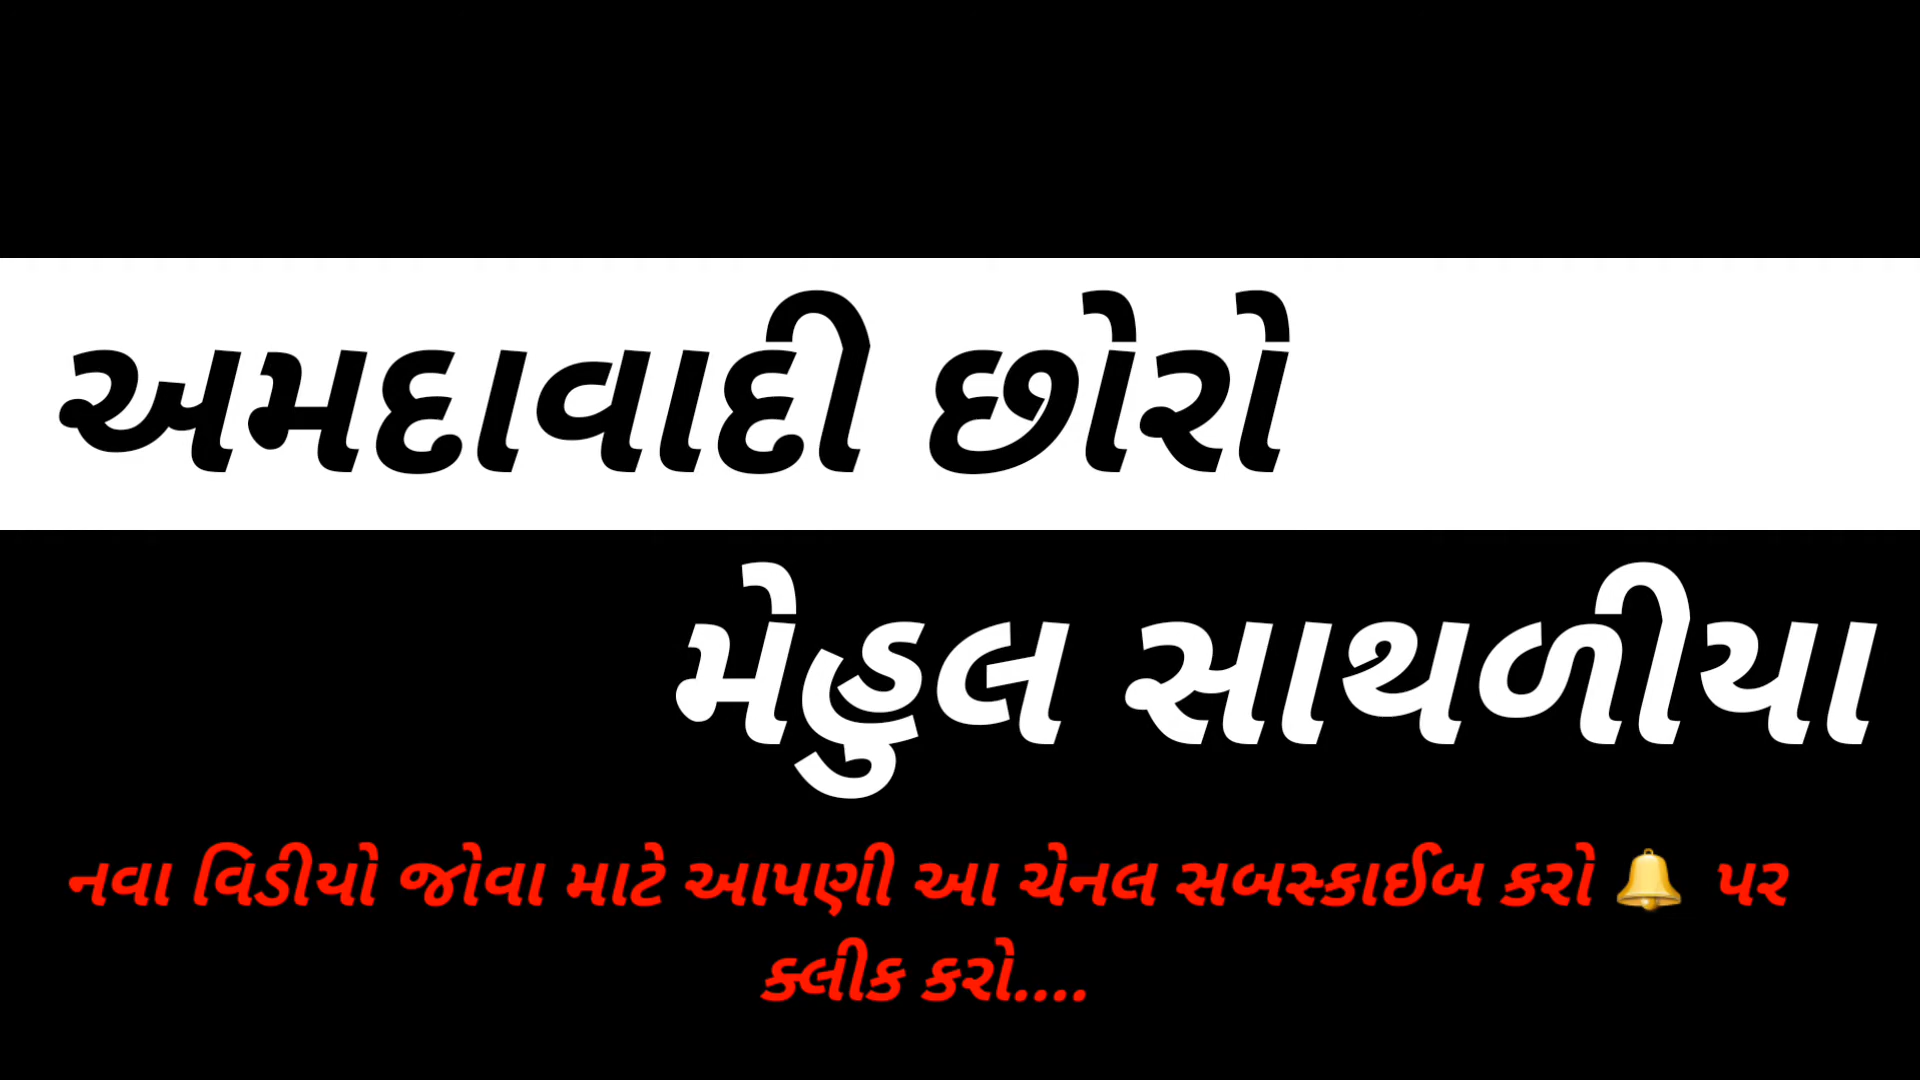 અમદાવાદી છોરો
મેહુલ સાથળીયા
નવા વિડીયો જોવા માટે આપણી આ ચેનલ સબસ્કાઈબ કરો 🔔 પર
ક્લીક કરો....